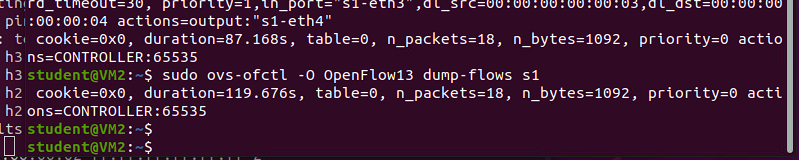 ting
rd_timeout=30, priority=1,in_port="s1-eth3",dl_src=00:00:00:00:00:03,dl_dst=00:00:00
pi
:00:00:04 actions=output:"s1-eth4"
: to
cookie=0x0, duration=87.168s, table=0, n_packets=18, n_bytes=1092, priority=0 actio
h3
ns=CONTROLLER:65535
h3
student@VM2:~$ sudo ovs-ofctl -O OpenFlow13 dump-flows s1
h2
cookie=0x0, duration=119.676s, table=0, n_packets=18, n_bytes=1092, priority=0 acti
h2
ons=CONTROLLER:65535
lts
student@VM2:~$
student@VM2:~$